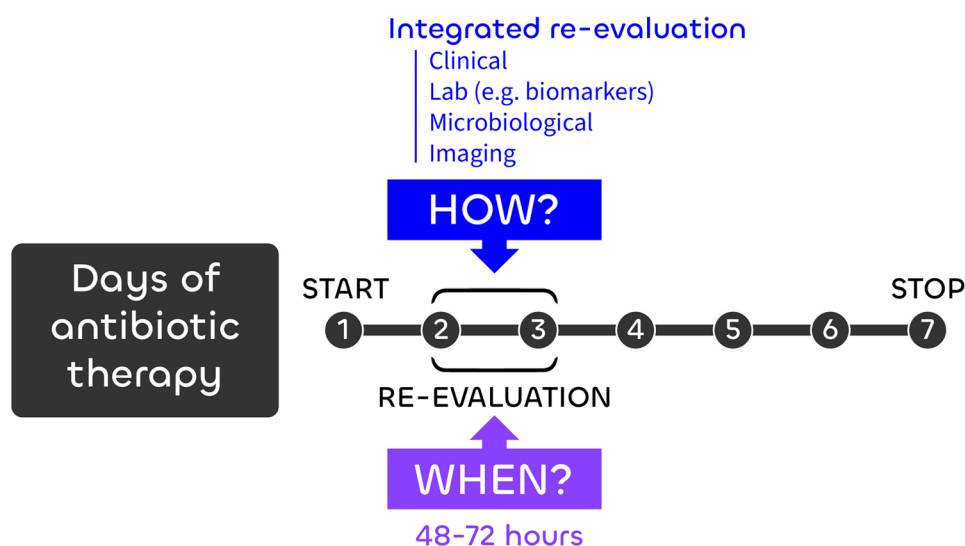 Integrated re-evaluation
Clinical
Lab (e.g. biomarkers)
Microbiological
Imaging
HOW?
Days of
antibiotic
therapy
START
STOP
1 2 3 4 5 6 7
RE-EVALUATION
WHEN?
48-72 hours